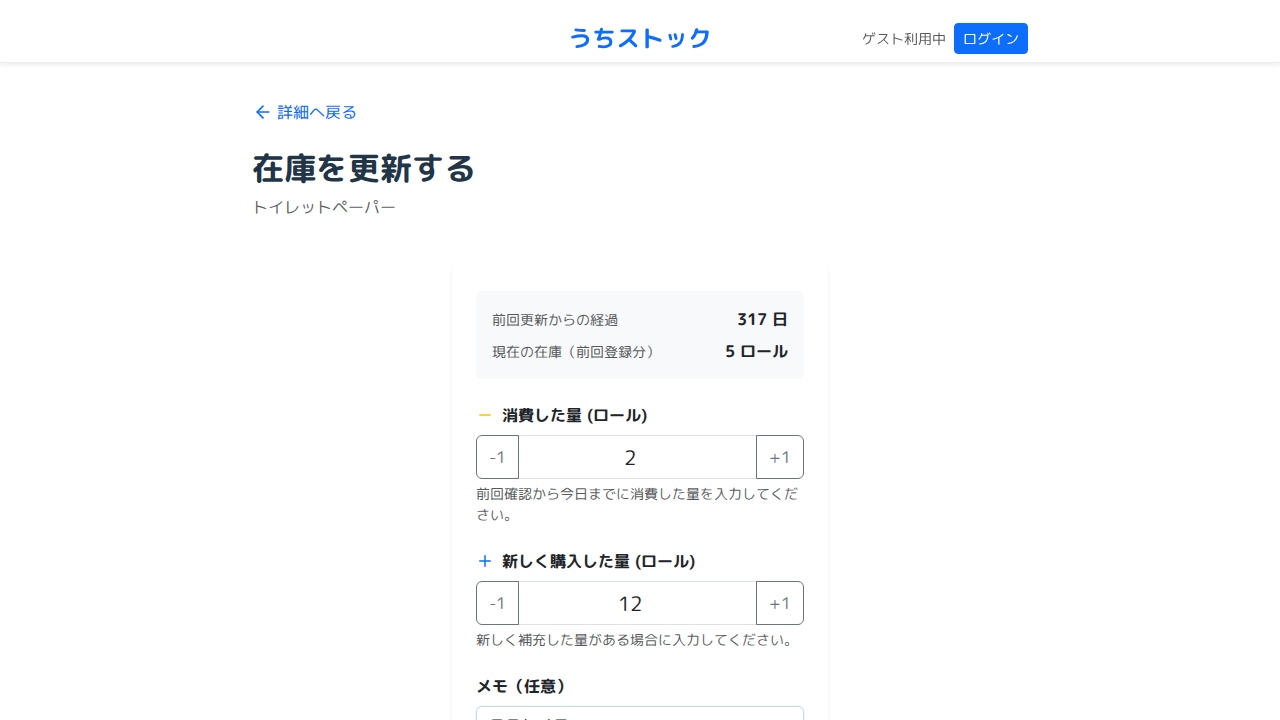 うちストック
ゲスト利用中
ログイン
詳細へ戻る
在庫を更新する
トイレットペーパー
前回更新からの経過
317 日
現在の在庫（前回登録分）
5 ロール
消費した量 (ロール)
-1
2
+1
前回確認から今日までに消費した量を入力してくだ
さい。
新しく購入した量 (ロール)
-1
12
+1
新しく補充した量がある場合に入力してください。
メモ（任意）